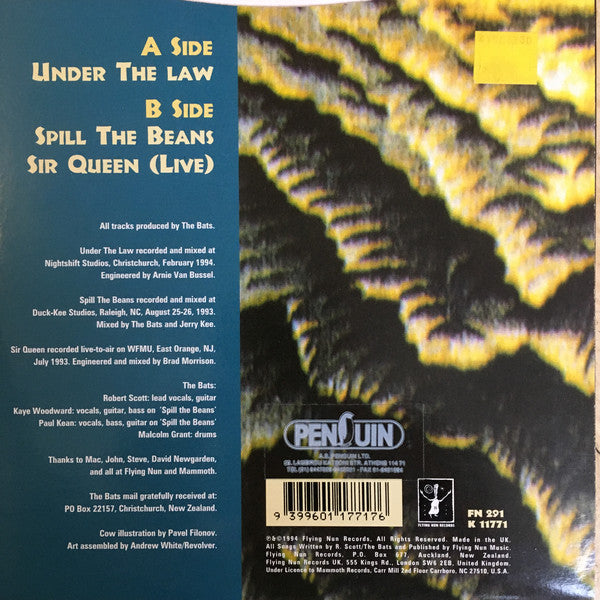 A SIDE
UNDER THE LAW
B SIDE
SPILL THE BEANS
SIR QUEEN (LIVE)
All tracks produced by The Bats.
Under The Law recorded and mixed at
Nightshift Studios, Christchurch, February 1994.
Engineered by Arnie Van Bussel.
Spill The Beans recorded and mixed at
Duck-Kee Studios, Raleigh, NC, August 25-26, 1993.
Mixed by The Bats and Jerry Kee.
Sir Queen recorded live-to-air on WFMU, East Orange, NJ,
July 1993. Engineered and mixed by Brad Morrison.
The Bats:
Robert Scott: lead vocals, guitar
Kaye Woodward: vocals, guitar, bass on 'Spill the Beans'
Paul Kean: vocals, bass, guitar on 'Spill the Beans'
Malcolm Grant: drums
Thanks to Mac, John, Steve, David Newgarden,
and all at Flying Nun and Mammoth.
The Bats mail gratefully received at:
PO Box 22157, Christchurch, New Zealand.
Cow illustration by Pavel Filonov.
Art assembled by Andrew White/Revolver.
PENGUIN
A.E. PENGUIN LTD.
STR. ATHENS 114 71
9 399601 177176
FLYING NUN RECORDS
FN 291
K 11771
℗&©1994 Flying Nun Records. All Rights Reserved. Made in the UK.
All Songs Written by R. Scott/The Bats and Published by Flying Nun Music.
Flying Nun Records, P.O. Box 677, Auckland, New Zealand.
Flying Nun Records UK, 555 Kings Rd., London SW6 2EB, United Kingdom.
Under Licence to Mammoth Records, Carr Mill 2nd Floor Carrboro, NC 27510, U.S.A.